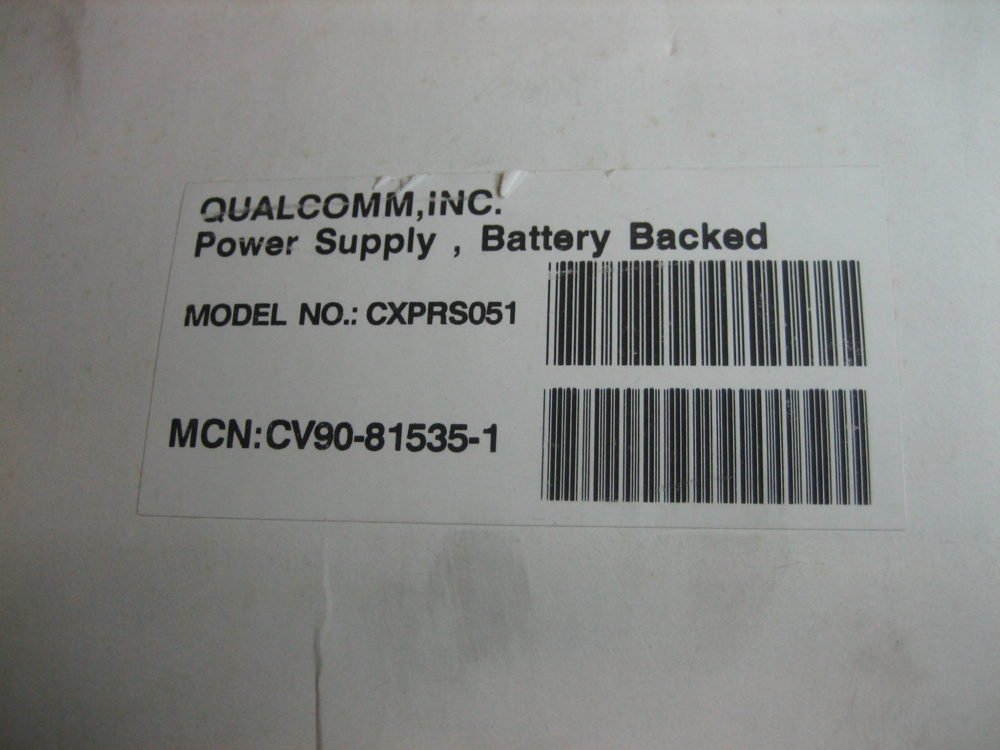 QUALCOMM,INC.
Power Supply , Battery Backed
MODEL NO.: CXPRS051
MCN:CV90-81535-1